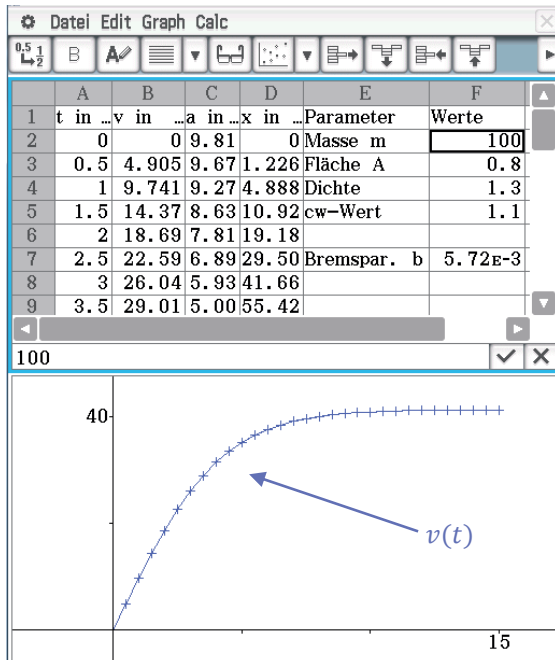 Datei Edit Graph Calc
0.5 1 2 B A
A B C D E F
1 t in … v in … a in … x in … Parameter Werte
2 0 0 9.81 0 Masse m 100
3 0.5 4.905 9.67 1.226 Fläche A 0.8
4 1 9.741 9.27 4.888 Dichte 1.3
5 1.5 14.37 8.63 10.92 cw-Wert 1.1
6 2 18.69 7.81 19.18
7 2.5 22.59 6.89 29.50 Bremspar. b 5.72E-3
8 3 26.04 5.93 41.66
9 3.5 29.01 5.00 55.42
100
40
v(t)
15